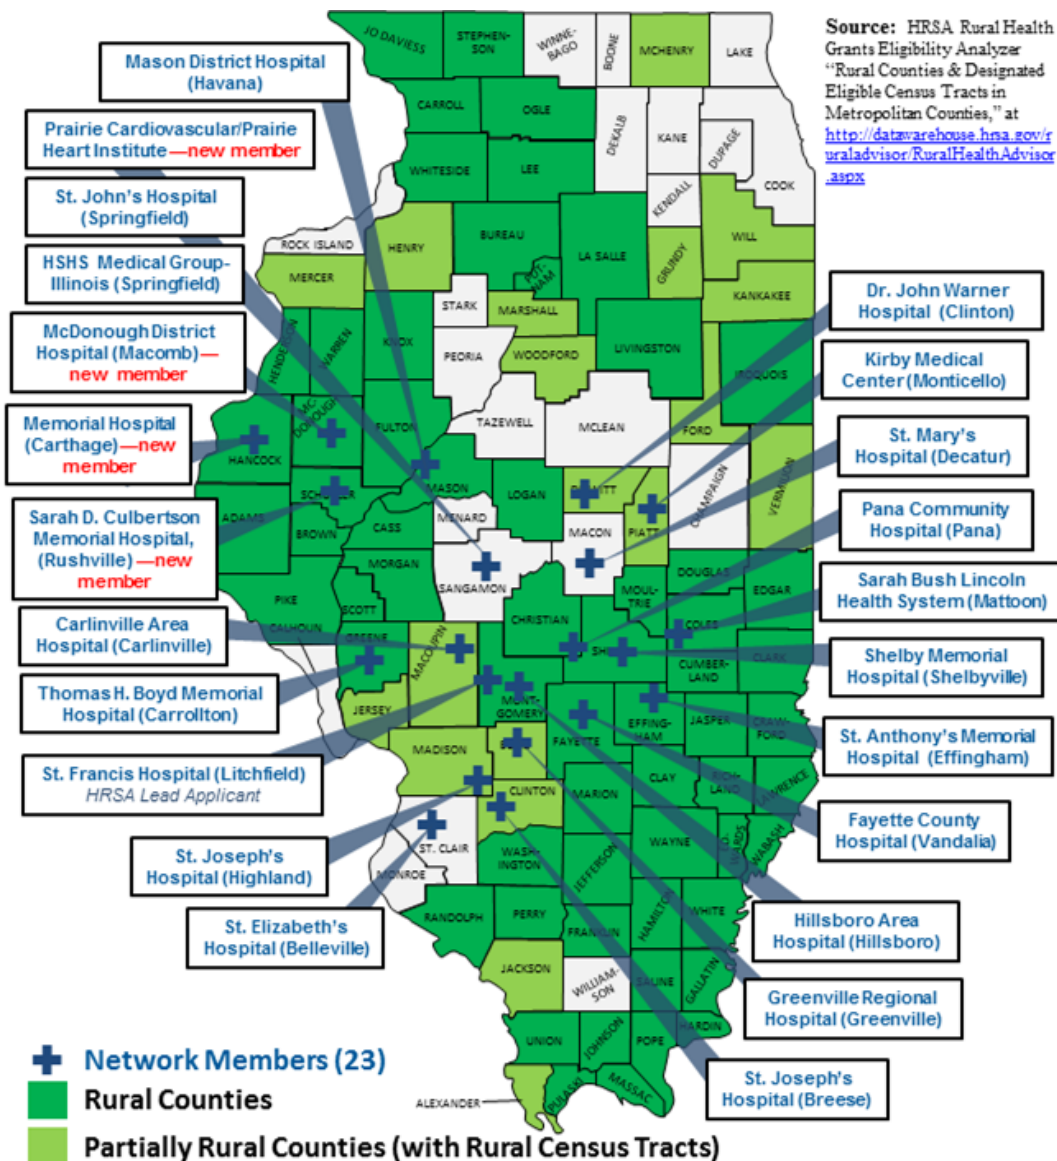 Source: HRSA Rural Health
Grants Eligibility Analyzer
“Rural Counties & Designated
Eligible Census Tracts in
Metropolitan Counties,” at
http://datawarehouse.hrsa.gov/r
uraladvisor/RuralHealthAdvisor
.aspx
Mason District Hospital
(Havana)
Prairie Cardiovascular/Prairie
Heart Institute—new member
St. John’s Hospital
(Springfield)
HSHS Medical Group-
Illinois (Springfield)
McDonough District
Hospital (Macomb)—
new member
Memorial Hospital
(Carthage)—new
member
Sarah D. Culbertson
Memorial Hospital,
(Rushville)—new
member
Carlinville Area
Hospital (Carlinville)
Thomas H. Boyd Memorial
Hospital (Carrollton)
St. Francis Hospital (Litchfield)
HRSA Lead Applicant
St. Joseph’s
Hospital (Highland)
St. Elizabeth’s
Hospital (Belleville)
Dr. John Warner
Hospital (Clinton)
Kirby Medical
Center (Monticello)
St. Mary’s
Hospital (Decatur)
Pana Community
Hospital (Pana)
Sarah Bush Lincoln
Health System (Mattoon)
Shelby Memorial
Hospital (Shelbyville)
St. Anthony’s Memorial
Hospital (Effingham)
Fayette County
Hospital (Vandalia)
Hillsboro Area
Hospital (Hillsboro)
Greenville Regional
Hospital (Greenville)
St. Joseph’s
Hospital (Breese)
JO DAVIESS
STEPHEN-
SON
WINNE-
BAGO
BOONE
MCHENRY
LAKE
CARROLL
OGLE
DEKALB
KANE
DUPAGE
COOK
WHITESIDE
LEE
KENDALL
ROCK ISLAND
HENRY
BUREAU
LA SALLE
GRUNDY
WILL
MERCER
PUT-
NAM
KANKAKEE
STARK
MARSHALL
HENDERSON
WARREN
KNOX
PEORIA
WOODFORD
LIVINGSTON
IROQUOIS
HANCOCK
MC-
DONOUGH
FULTON
TAZEWELL
MCLEAN
FORD
CHAMPAIGN
VERMILION
MASON
LOGAN
PIATT
ADAMS
BROWN
CASS
MENARD
MACON
SANGAMON
MORGAN
DOUGLAS
EDGAR
PIKE
SCOTT
CHRISTIAN
MOUL-
TRIE
COLES
CALHOUN
GREENE
MACOUPIN
CUMBER-
LAND
CLARK
JERSEY
MONT-
GOMERY
FAYETTE
EFFING-
HAM
JASPER
CRAW-
FORD
MADISON
CLINTON
MARION
CLAY
RICH-
LAND
LAWRENCE
ST. CLAIR
MONROE
WASH-
INGTON
JEFFERSON
WAYNE
WABASH
RANDOLPH
PERRY
FRANKLIN
HAMILTON
WHITE
JACKSON
WILLIAM-
SON
SALINE
GALLATIN
UNION
JOHNSON
POPE
HARDIN
ALEXANDER
PULASKI
MASSAC
Network Members (23)
Rural Counties
Partially Rural Counties (with Rural Census Tracts)